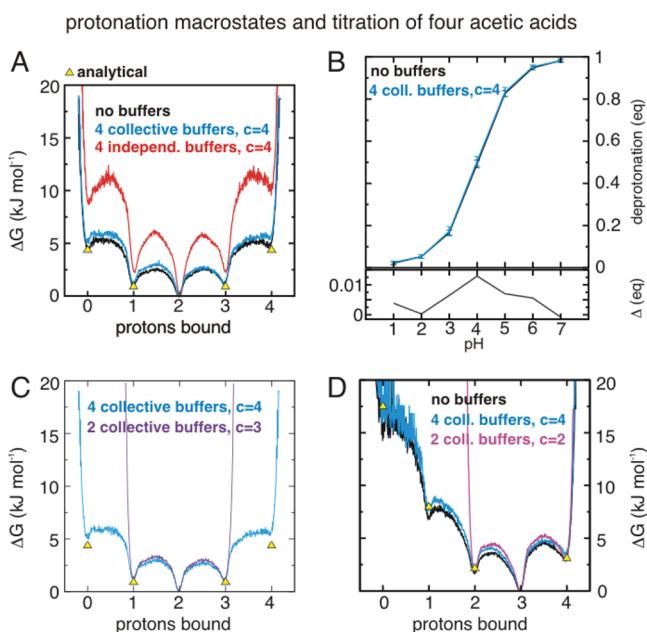 protonation macrostates and titration of four acetic acids
A
analytical
no buffers
4 collective buffers, c=4
4 independ. buffers, c=4
20
15
10
5
0
ΔG (kJ mol⁻¹)
0 1 2 3 4
protons bound
B
no buffers
4 coll. buffers,c=4
1
0.8
0.6
0.4
0.2
0
deprotonation (eq)
0.01
0
Δ (eq)
1 2 3 4 5 6 7
pH
C
4 collective buffers, c=4
2 collective buffers, c=3
20
15
10
5
0
ΔG (kJ mol⁻¹)
0 1 2 3 4
protons bound
D
no buffers
4 coll. buffers, c=4
2 coll. buffers, c=2
20
15
10
5
0
ΔG (kJ mol⁻¹)
0 1 2 3 4
protons bound